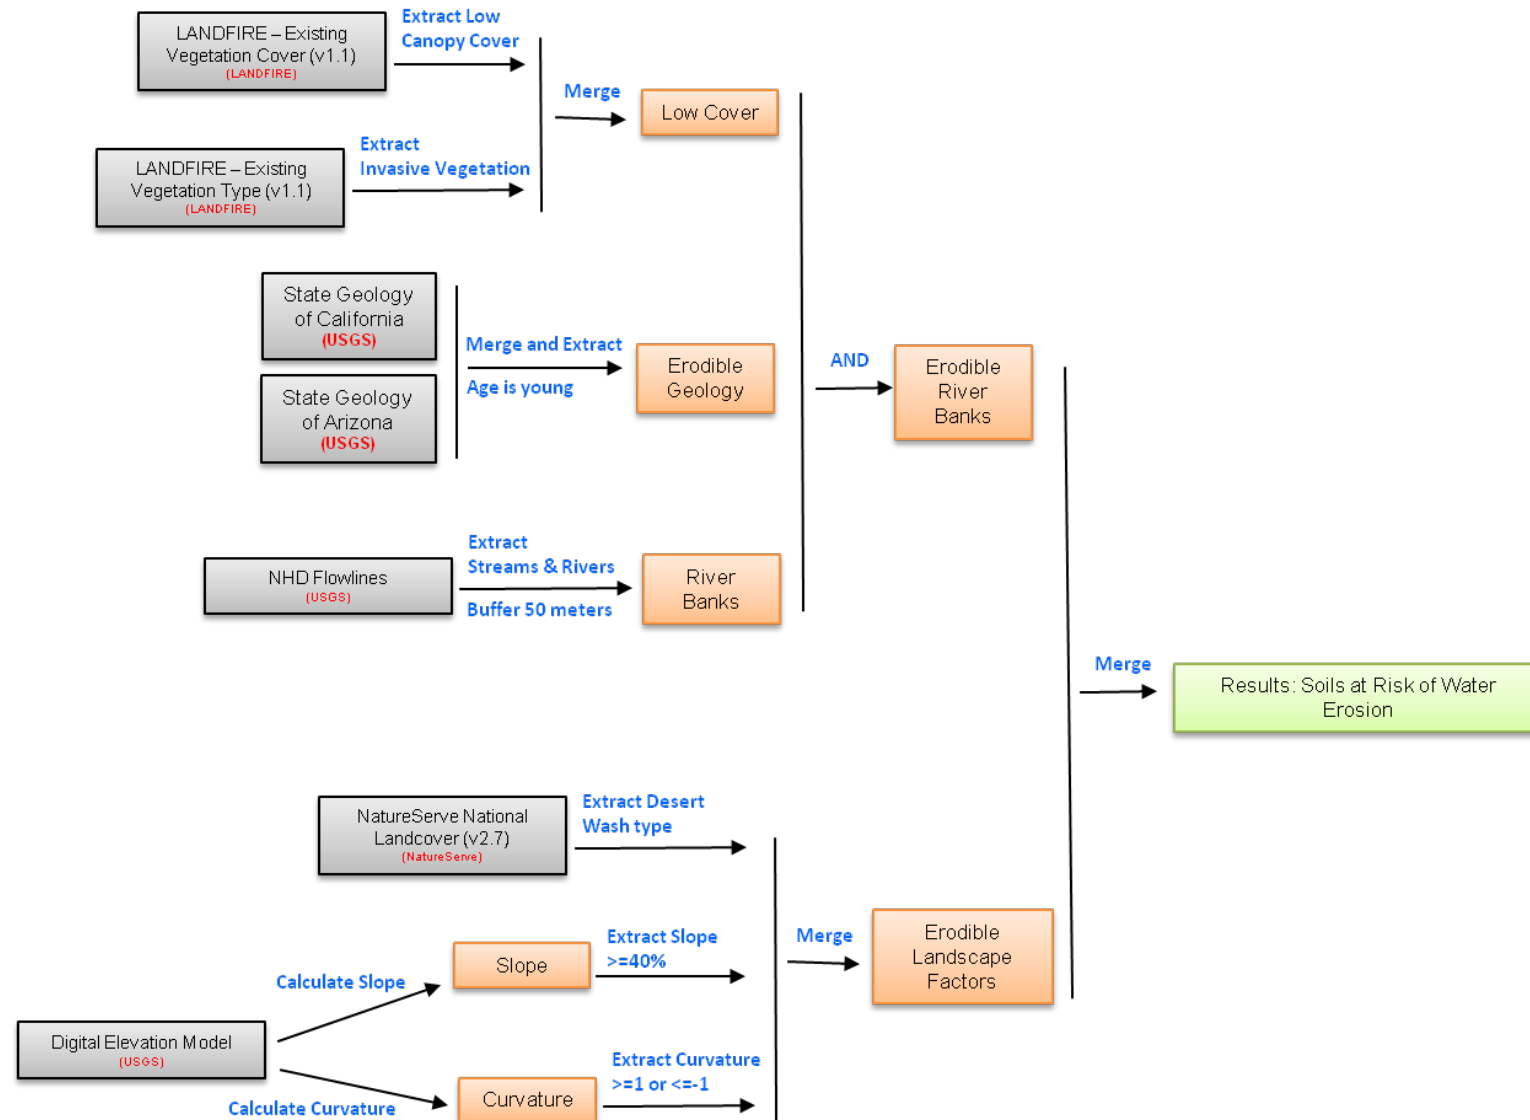 LANDFIRE – Existing
Vegetation Cover (v1.1)
(LANDFIRE)
Extract Low
Canopy Cover
LANDFIRE – Existing
Vegetation Type (v1.1)
(LANDFIRE)
Extract
Invasive Vegetation
Merge
Low Cover
State Geology
of California
(USGS)
State Geology
of Arizona
(USGS)
Merge and Extract
Age is young
Erodible
Geology
AND
Erodible
River
Banks
NHD Flowlines
(USGS)
Extract
Streams & Rivers
Buffer 50 meters
River
Banks
Merge
Results: Soils at Risk of Water
Erosion
NatureServe National
Landcover (v2.7)
(NatureServe)
Extract Desert
Wash type
Digital Elevation Model
(USGS)
Calculate Slope
Slope
Extract Slope
>=40%
Calculate Curvature
Curvature
Extract Curvature
>=1 or <=-1
Merge
Erodible
Landscape
Factors